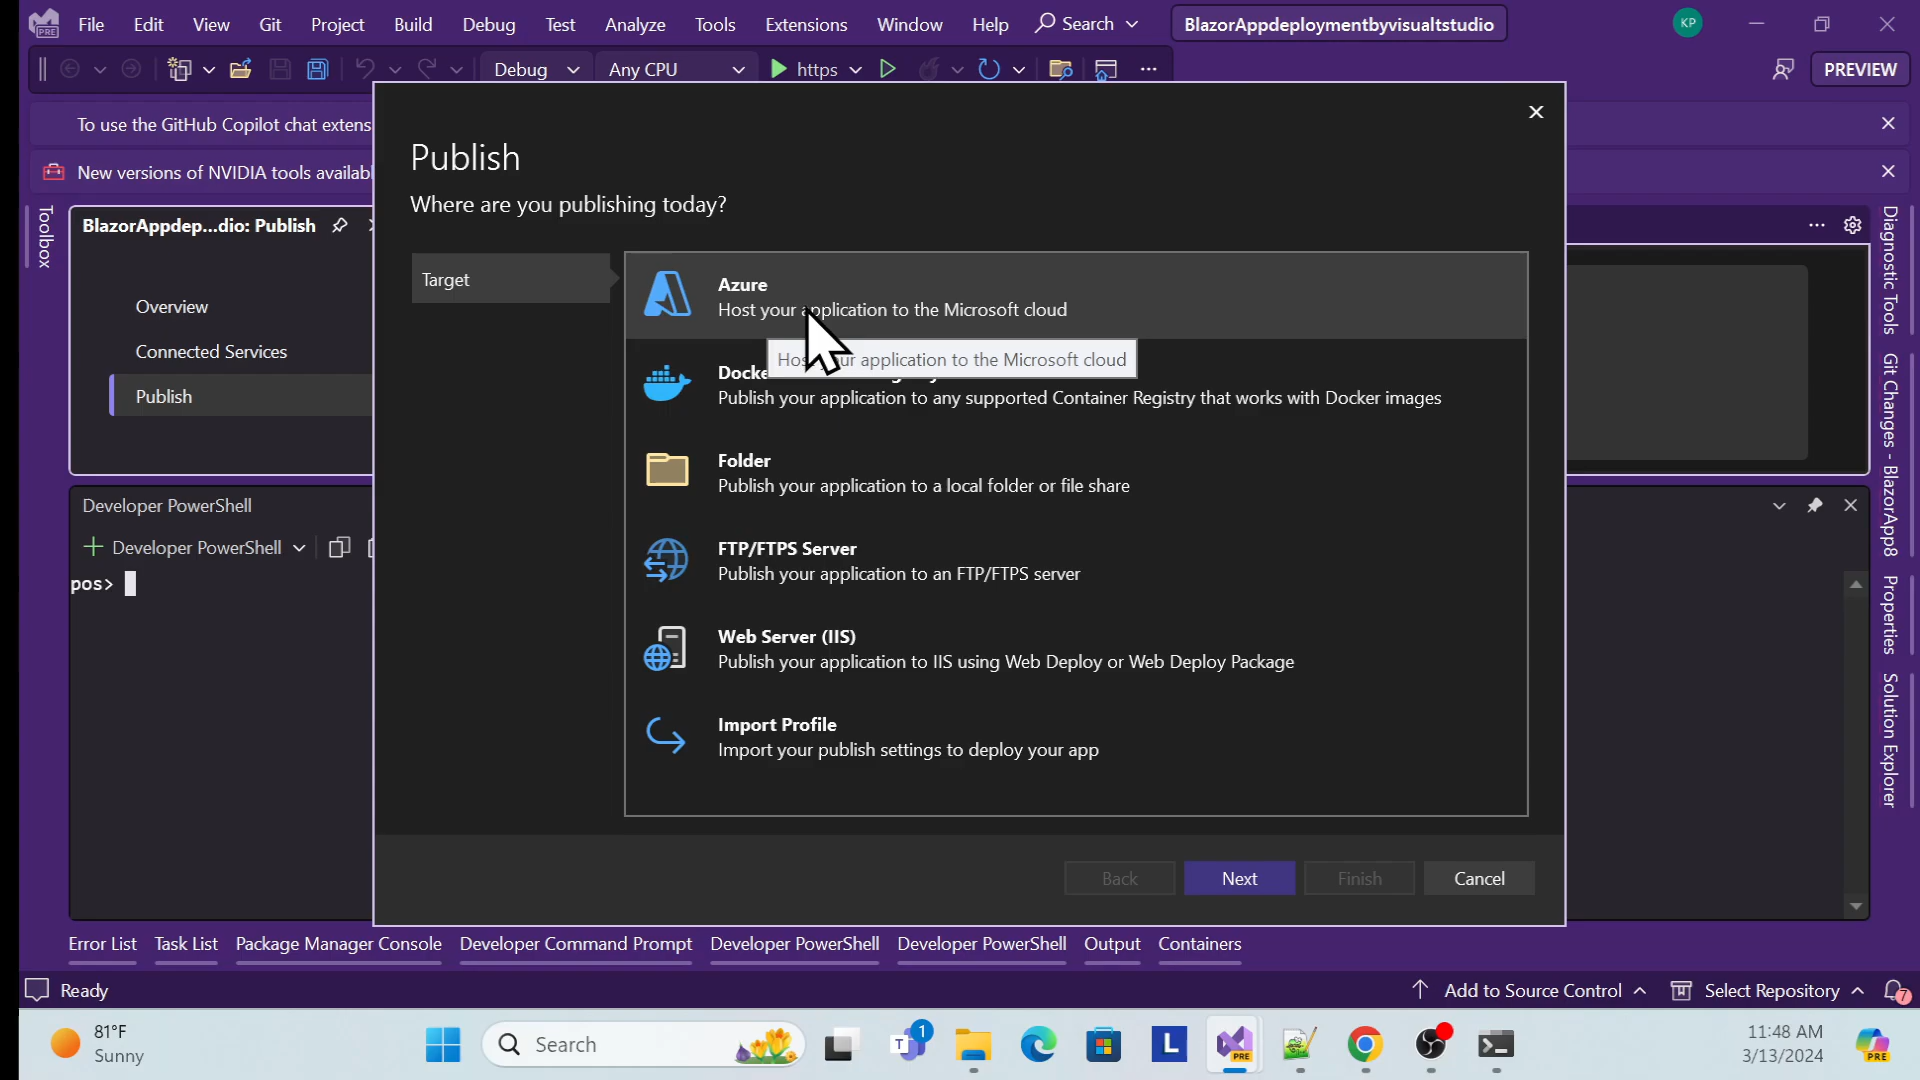 File Edit View Git Project Build Debug Test Analyze Tools Extensions Window Help Search BlazorAppdeploymentbyvisualtstudio KP
Debug Any CPU https PREVIEW
To use the GitHub Copilot chat extens
New versions of NVIDIA tools availabl
Toolbox
BlazorAppdep...dio: Publish
Overview
Connected Services
Publish
Developer PowerShell
Developer PowerShell
pos>
Publish
Where are you publishing today?
Target
Azure
Host your application to the Microsoft cloud
application to the Microsoft cloud
Publish your application to any supported Container Registry that works with Docker images
Folder
Publish your application to a local folder or file share
FTP/FTPS Server
Publish your application to an FTP/FTPS server
Web Server (IIS)
Publish your application to IIS using Web Deploy or Web Deploy Package
Import Profile
Import your publish settings to deploy your app
Back Next Finish Cancel
Diagnostic Tools
Git Changes - BlazorApp8
Properties
Solution Explorer
Error List Task List Package Manager Console Developer Command Prompt Developer PowerShell Developer PowerShell Output Containers
Ready Add to Source Control Select Repository 7
81°F
Sunny
Search
T 1
L
PRE
PRE
PRE
11:48 AM
3/13/2024